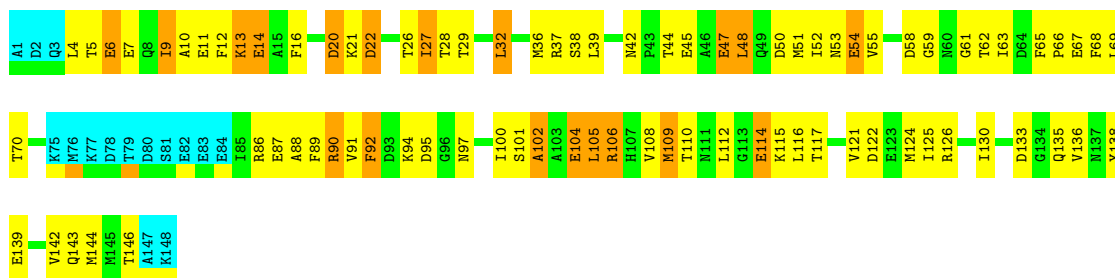 A1 D2 Q3 L4 T5 E6 E7 Q8 I9 A10 E11 F12 K13 E14 A15 F16 D20 K21 D22 T26 I27 T28 T29 L32 M36 R37 S38 L39 N42 P43 T44 E45 A46 E47 L48 Q49 D50 M51 I52 N53 E54 V55 D58 G59 N60 G61 T62 I63 D64 F65 P66 E67 F68 L69
T70 K75 M76 K77 D78 T79 D80 S81 E82 E83 E84 I85 R86 E87 A88 F89 R90 V91 F92 D93 K94 D95 G96 N97 I100 S101 A102 A103 E104 L105 R106 H107 V108 M109 T110 N111 L112 G113 E114 K115 L116 T117 V121 D122 E123 M124 I125 R126 I130 D133 G134 Q135 V136 N137 Y138
E139 V142 Q143 M144 M145 T146 A147 K148